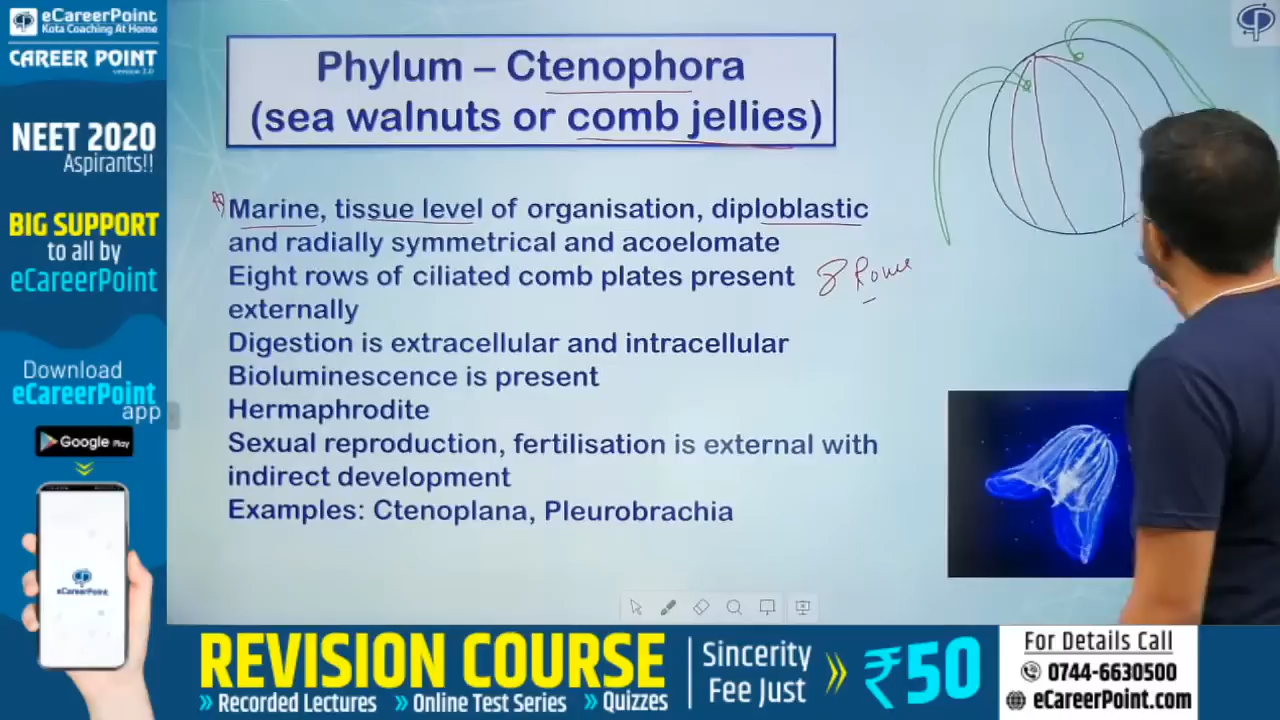 eCareerPoint
Kota Coaching At Home
CAREER POINT
version 2.0
NEET 2020
Aspirants!!
BIG SUPPORT
to all by
eCareerPoint
Download
eCareerPoint
app
Google Play
eCareerPoint
Phylum – Ctenophora
(sea walnuts or comb jellies)
Marine, tissue level of organisation, diploblastic
and radially symmetrical and acoelomate
Eight rows of ciliated comb plates present
externally
8 Rows
Digestion is extracellular and intracellular
Bioluminescence is present
Hermaphrodite
Sexual reproduction, fertilisation is external with
indirect development
Examples: Ctenoplana, Pleurobrachia
REVISION COURSE
» Recorded Lectures » Online Test Series » Quizzes
Sincerity
Fee Just
» ₹50
For Details Call
0744-6630500
eCareerPoint.com